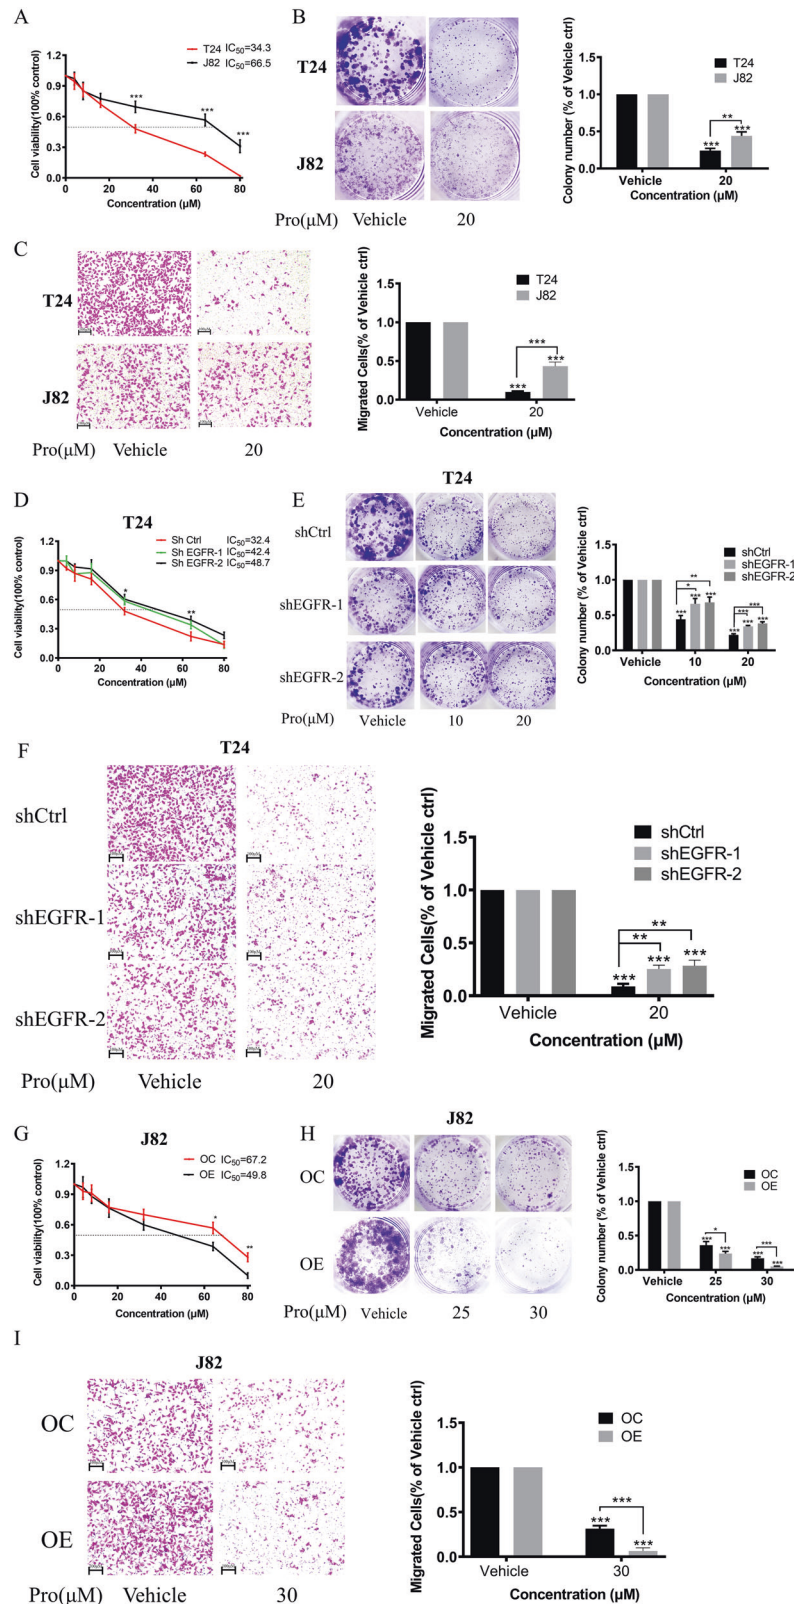 A
T24 IC50=34.3
J82 IC50=66.5
Cell viability(100% control)
1.2
0.9
0.6
0.3
0.0
***
***
***
0 20 40 60 80
Concentration (μM)
B
T24
J82
Pro(μM) Vehicle 20
Colony number (% of Vehicle ctrl)
1.5
1.0
0.5
0.0
T24
J82
**
*** ***
Vehicle 20
Concentration (μM)
C
T24
J82
Pro(μM) Vehicle 20
Migrated Cells(% of Vehicle ctrl)
1.5
1.0
0.5
0.0
T24
J82
***
*** ***
Vehicle 20
Concentration (μM)
D
T24
Sh Ctrl IC50=32.4
Sh EGFR-1 IC50=42.4
Sh EGFR-2 IC50=48.7
Cell viability(100% control)
1.2
0.9
0.6
0.3
0.0
*
**
0 20 40 60 80
Concentration (μM)
E
T24
shCtrl
shEGFR-1
shEGFR-2
Pro(μM) Vehicle 10 20
Colony number (% of Vehicle ctrl)
1.5
1.0
0.5
0.0
shCtrl
shEGFR-1
shEGFR-2
**
*
*** *** ***
***
***
*** *** ***
Vehicle 10 20
Concentration (μM)
F
T24
shCtrl
shEGFR-1
shEGFR-2
Pro(μM) Vehicle 20
Migrated Cells(% of Vehicle ctrl)
1.5
1.0
0.5
0.0
shCtrl
shEGFR-1
shEGFR-2
**
**
*** *** ***
Vehicle 20
Concentration (μM)
G
J82
OC IC50=67.2
OE IC50=49.8
Cell viability(100% control)
1.2
0.9
0.6
0.3
0.0
*
**
0 20 40 60 80
Concentration (μM)
H
J82
OC
OE
Pro(μM) Vehicle 25 30
Colony number (% of Vehicle ctrl)
1.5
1.0
0.5
0.0
OC
OE
*
*** ***
***
*** ***
Vehicle 25 30
Concentration (μM)
I
J82
OC
OE
Pro(μM) Vehicle 30
Migrated Cells(% of Vehicle ctrl)
1.5
1.0
0.5
0.0
OC
OE
***
*** ***
Vehicle 30
Concentration (μM)